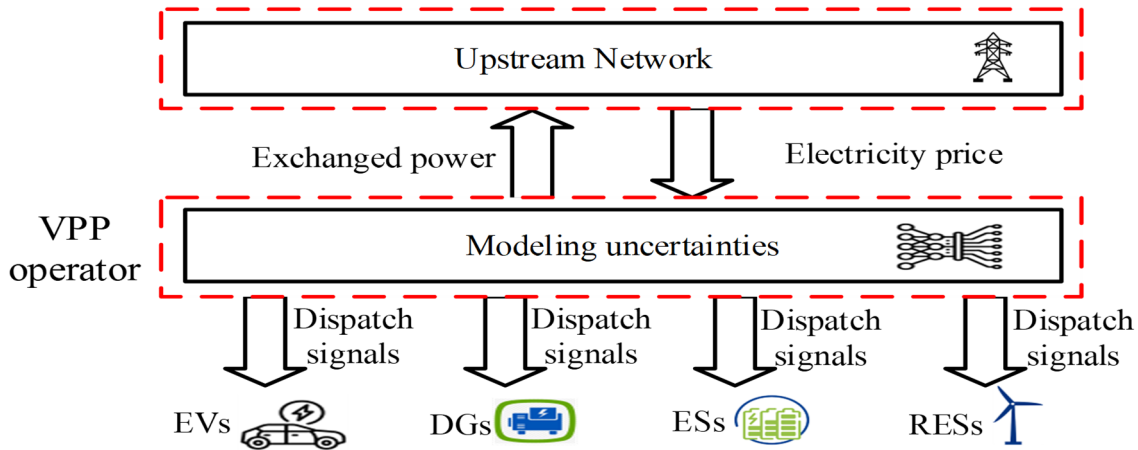 Upstream Network
Exchanged power
Electricity price
VPP
operator
Modeling uncertainties
Dispatch
signals
Dispatch
signals
Dispatch
signals
Dispatch
signals
EVs
DGs
ESs
RESs